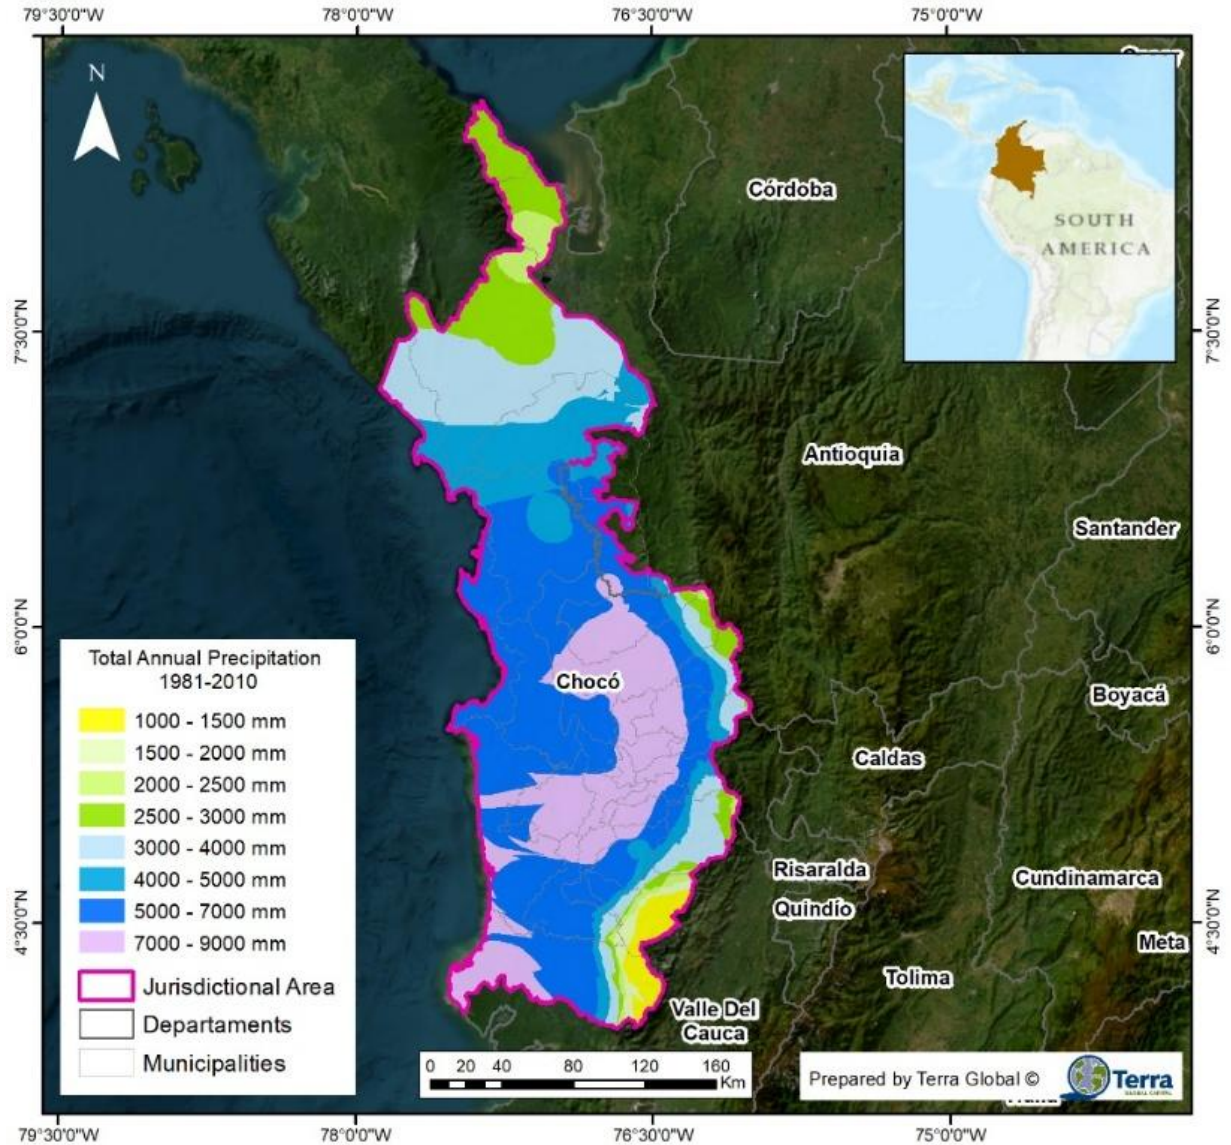 79°30'0"W
78°0'0"W
76°30'0"W
75°0'0"W
N
SOUTH
AMERICA
Córdoba
7°30'0"N
7°30'0"N
Antioquia
Santander
6°0'0"N
6°0'0"N
Total Annual Precipitation
1981-2010
1000 - 1500 mm
1500 - 2000 mm
2000 - 2500 mm
2500 - 3000 mm
3000 - 4000 mm
4000 - 5000 mm
5000 - 7000 mm
7000 - 9000 mm
Jurisdictional Area
Departaments
Municipalities
Chocó
Boyacá
Caldas
Risaralda
Cundinamarca
Quindío
4°30'0"N
4°30'0"N
Meta
Tolima
Valle Del
Cauca
0 20 40 80 120 160
Km
Prepared by Terra Global ©
Terra
GLOBAL CAPITAL
79°30'0"W
78°0'0"W
76°30'0"W
75°0'0"W